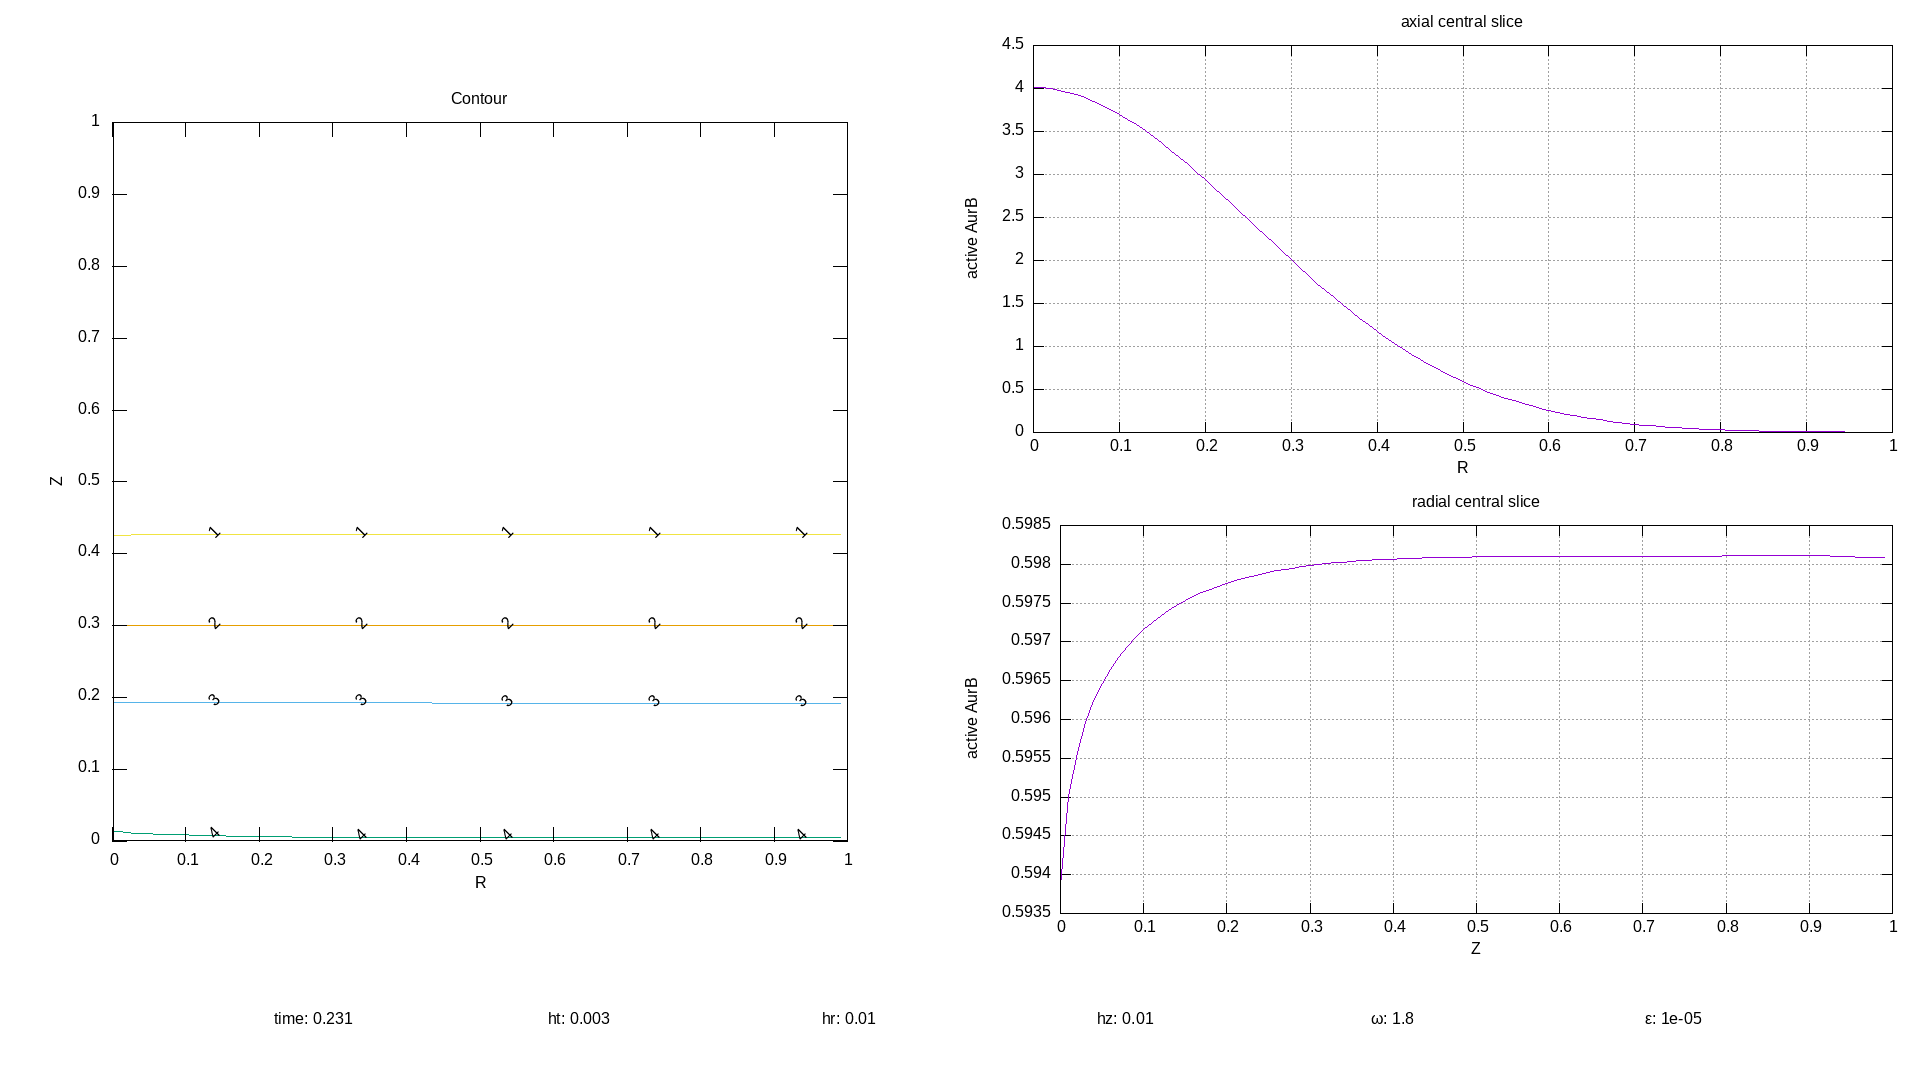 Contour
1
0.9
0.8
0.7
0.6
0.5
0.4
0.3
0.2
0.1
0
Z
1 1 1 1 1
2 2 2 2 2
3 3 3 3 3
4 4 4 4 4
0 0.1 0.2 0.3 0.4 0.5 0.6 0.7 0.8 0.9 1
R
axial central slice
4.5
4
3.5
3
2.5
2
1.5
1
0.5
0
active AurB
0 0.1 0.2 0.3 0.4 0.5 0.6 0.7 0.8 0.9 1
R
radial central slice
0.5985
0.598
0.5975
0.597
0.5965
0.596
0.5955
0.595
0.5945
0.594
0.5935
active AurB
0 0.1 0.2 0.3 0.4 0.5 0.6 0.7 0.8 0.9 1
Z
time: 0.231 ht: 0.003 hr: 0.01 hz: 0.01 ω: 1.8 ε: 1e-05